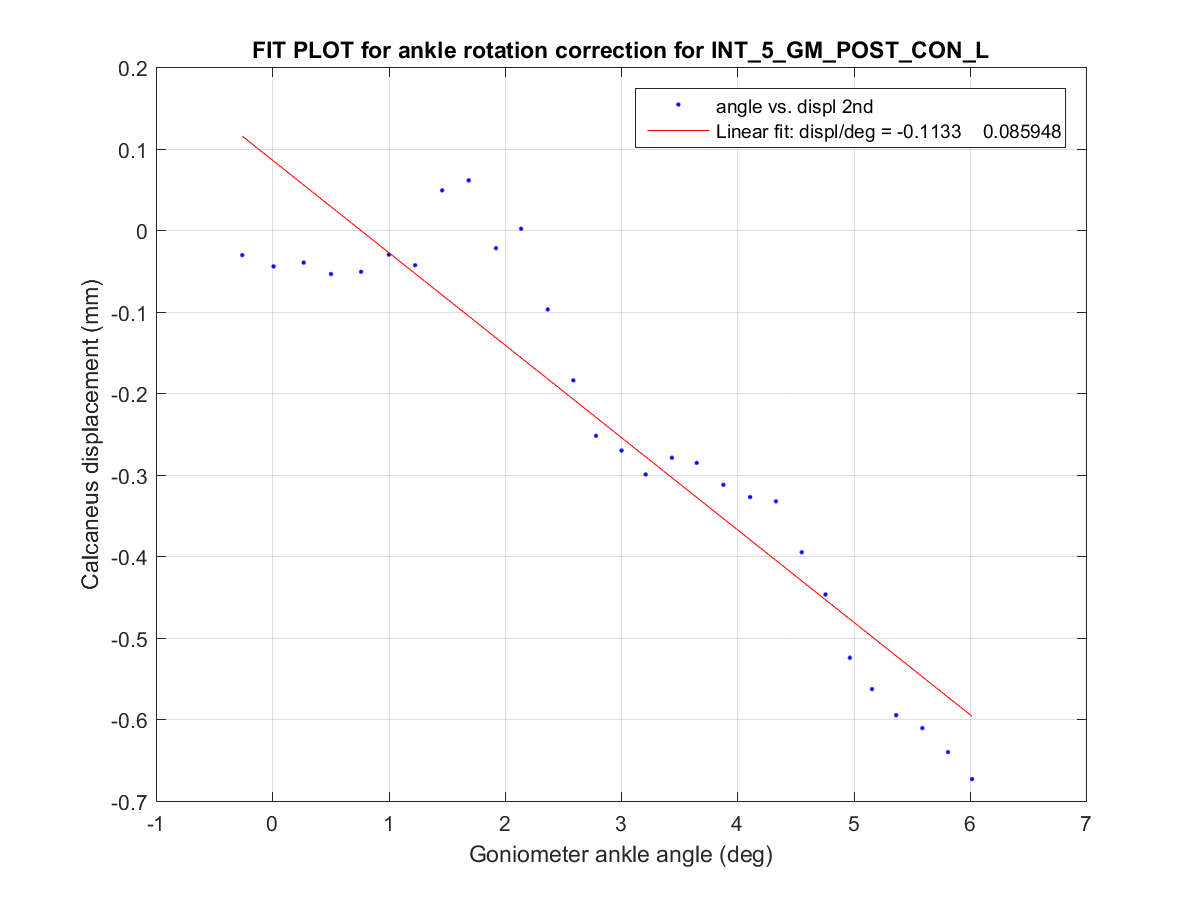 FIT PLOT for ankle rotation correction for INT_5_GM_POST_CON_L
angle vs. displ 2nd
Linear fit: displ/deg = -0.1133    0.085948
0.2
0.1
0
-0.1
-0.2
-0.3
-0.4
-0.5
-0.6
-0.7
Calcaneus displacement (mm)
-1 0 1 2 3 4 5 6 7
Goniometer ankle angle (deg)